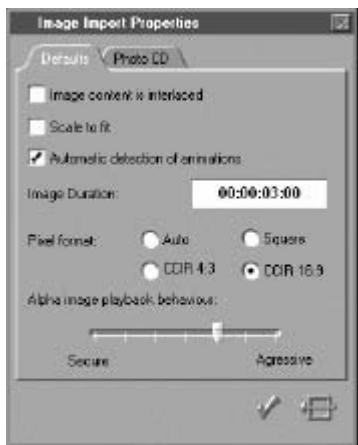 Image Import Properties
Defaults Photo CD
Image content is interlaced
Scale to fit
Automatic detection of animations
Image Duration: 00:00:03:00
Pixel format: Auto Square
CCIR 4:3 CCIR 16:9
Alpha image playback behaviour:
Secure Agressive